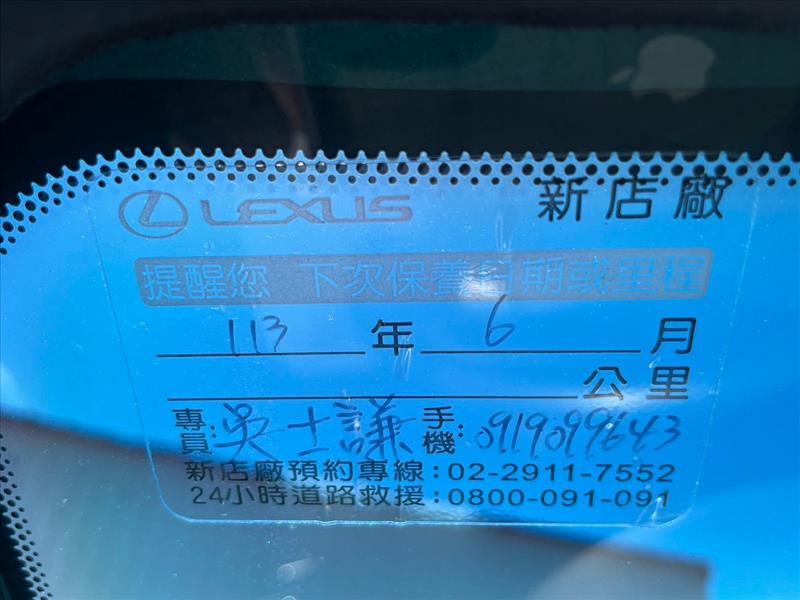 LEXUS 新店廠
提醒您 下次保養日期或里程
113 年 6 月
公里
專員: 吳士謙 手機: 0919099643
新店廠預約專線:02-2911-7552
24小時道路救援:0800-091-091